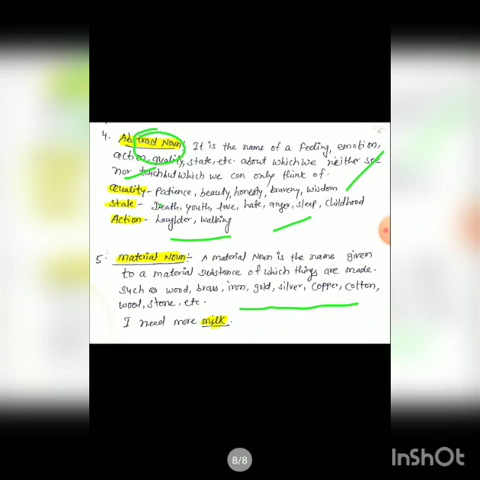 4. Abstract Noun: It is the name of a feeling, emotion,
action, quality, state, etc. about which we neither see
nor touch but which we can only think of.
Quality - Patience, beauty, honesty, bravery, wisdom
State - Death, youth, love, hate, anger, sleep, childhood
Action - Laughter, walking
5. Material Noun:- A material Noun is the name given
to a material substance of which things are made.
Such as wood, brass, iron, gold, silver, copper, cotton,
wool, stone, etc.
I need more milk.
8/8
INSHOT